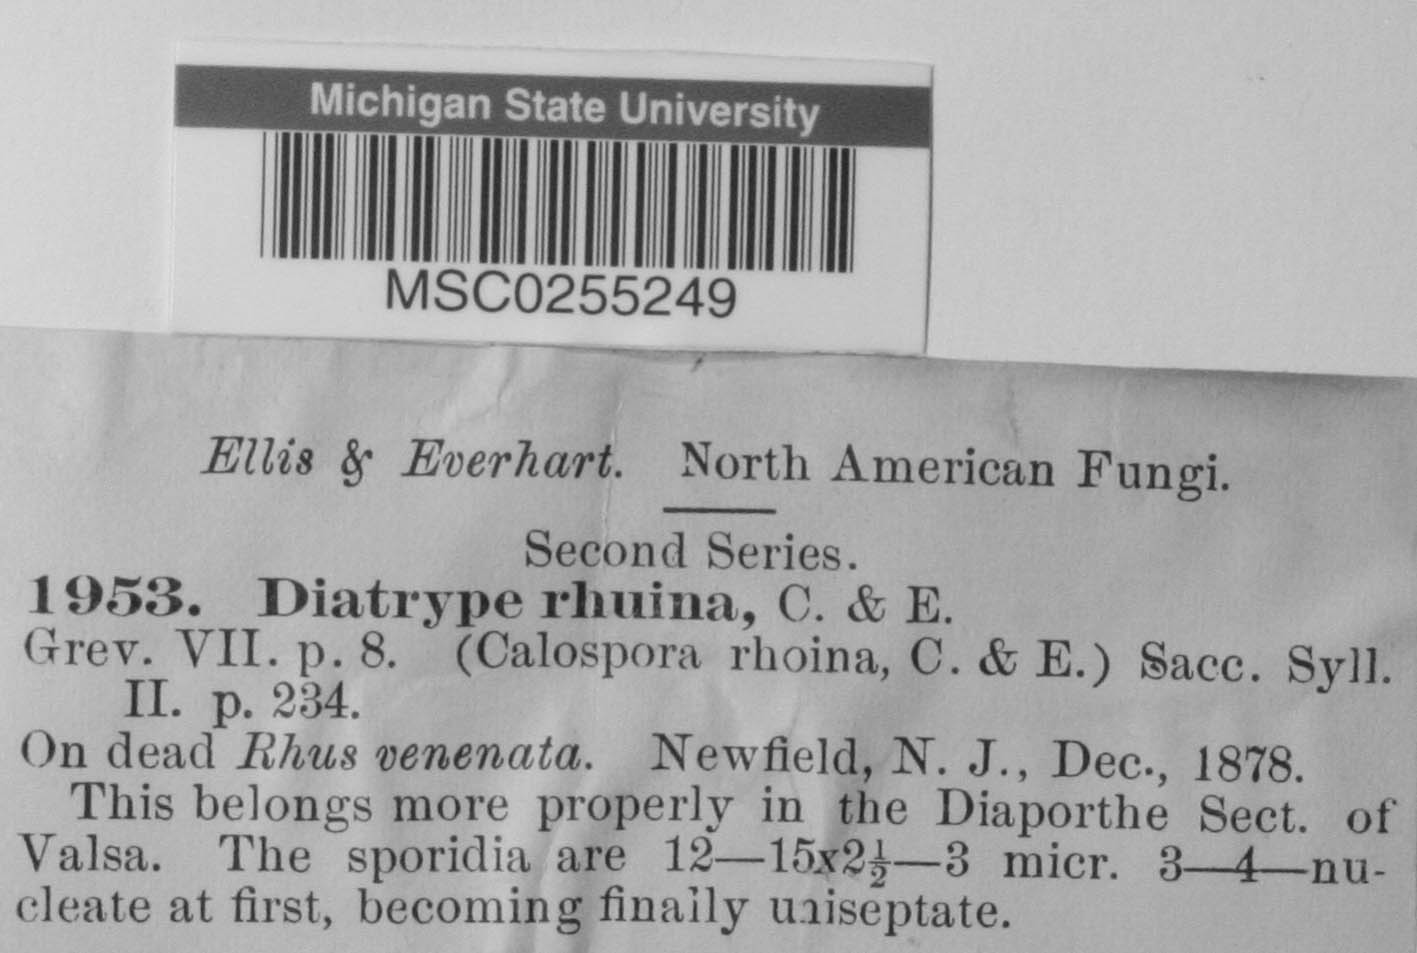 Michigan State University
MSC0255249
Ellis & Everhart. North American Fungi.
Second Series.
1953. Diatrype rhuina, C. & E.
Grev. VII. p. 8. (Calospora rhoina, C. & E.) Sacc. Syll.
II. p. 234.
On dead Rhus venenata. Newfield, N. J., Dec., 1878.
This belongs more properly in the Diaporthe Sect. of
Valsa. The sporidia are 12—15x2½—3 micr. 3—4—nu-
cleate at first, becoming finally uniseptate.